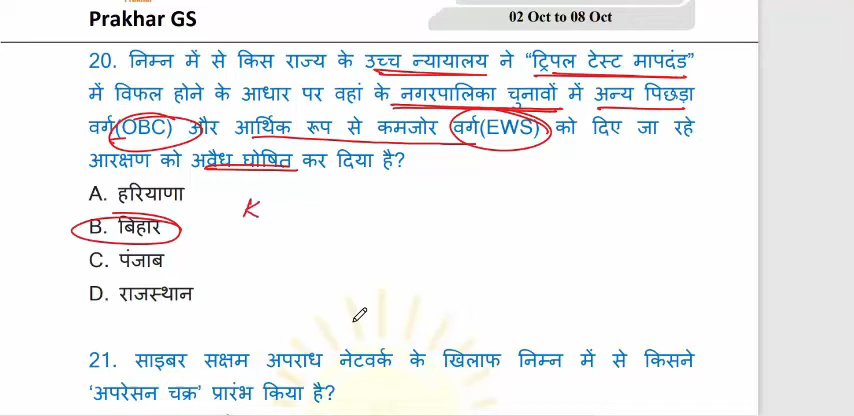 Prakhar GS
02 Oct to 08 Oct
20. निम्न में से किस राज्य के उच्च न्यायालय ने “ट्रिपल टेस्ट मापदंड”
में विफल होने के आधार पर वहां के नगरपालिका चुनावों में अन्य पिछड़ा
वर्ग(OBC) और आर्थिक रूप से कमजोर वर्ग(EWS) को दिए जा रहे
आरक्षण को अवैध घोषित कर दिया है?
A. हरियाणा
K
B. बिहार
C. पंजाब
D. राजस्थान
21. साइबर सक्षम अपराध नेटवर्क के खिलाफ निम्न में से किसने
‘अपरेसन चक्र’ प्रारंभ किया है?